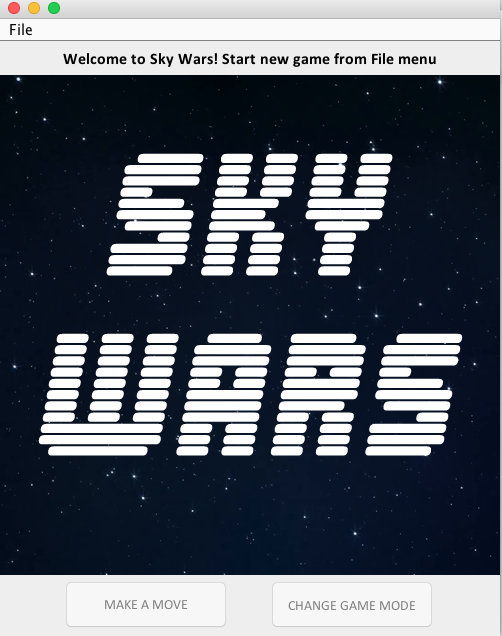 File
Welcome to Sky Wars! Start new game from File menu
SKY
WARS
MAKE A MOVE
CHANGE GAME MODE